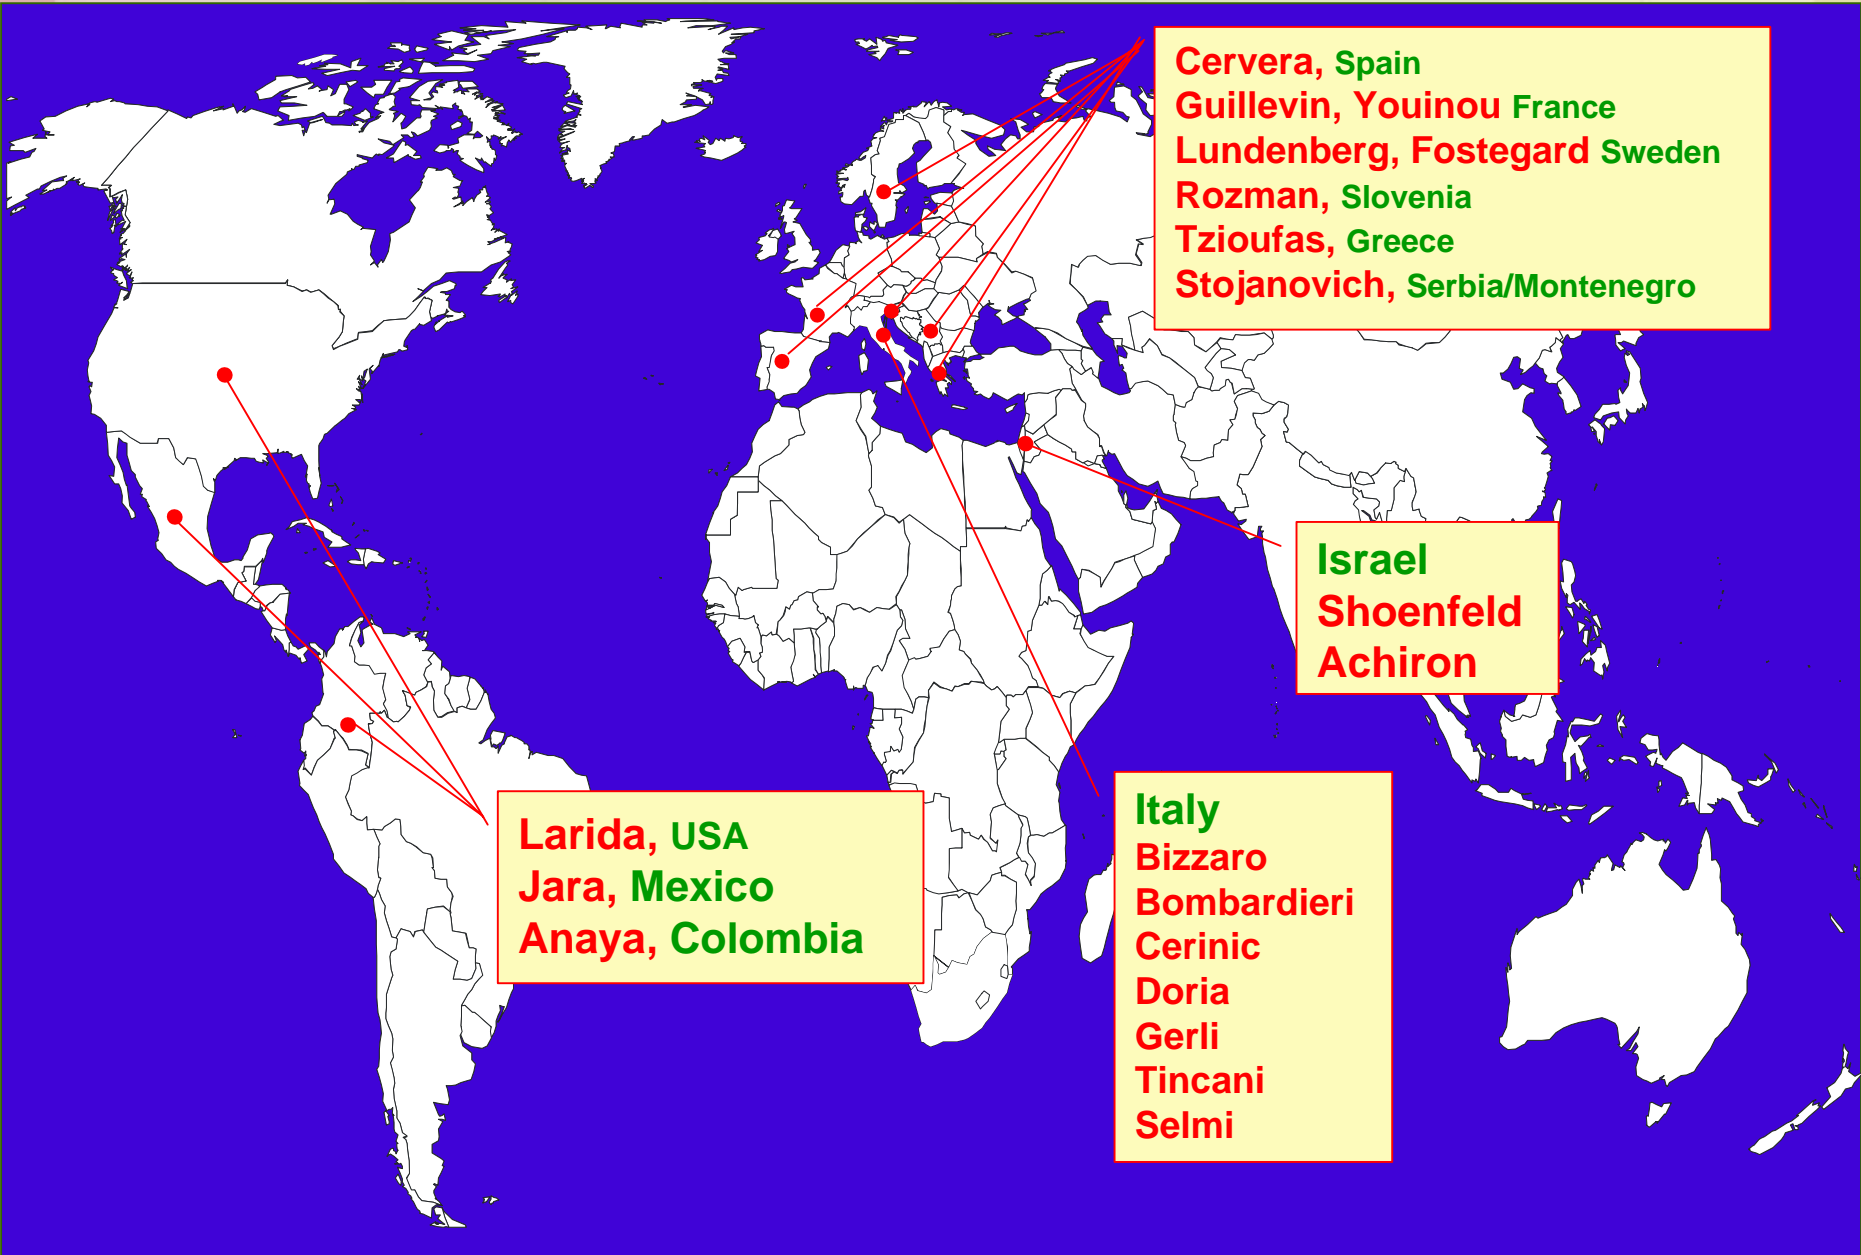 Cervera, Spain
Guillevin, Youinou France
Lundenberg, Fostegard Sweden
Rozman, Slovenia
Tzioufas, Greece
Stojanovich, Serbia/Montenegro
Israel
Shoenfeld
Achiron
Larida, USA
Jara, Mexico
Anaya, Colombia
Italy
Bizzaro
Bombardieri
Cerinic
Doria
Gerli
Tincani
Selmi